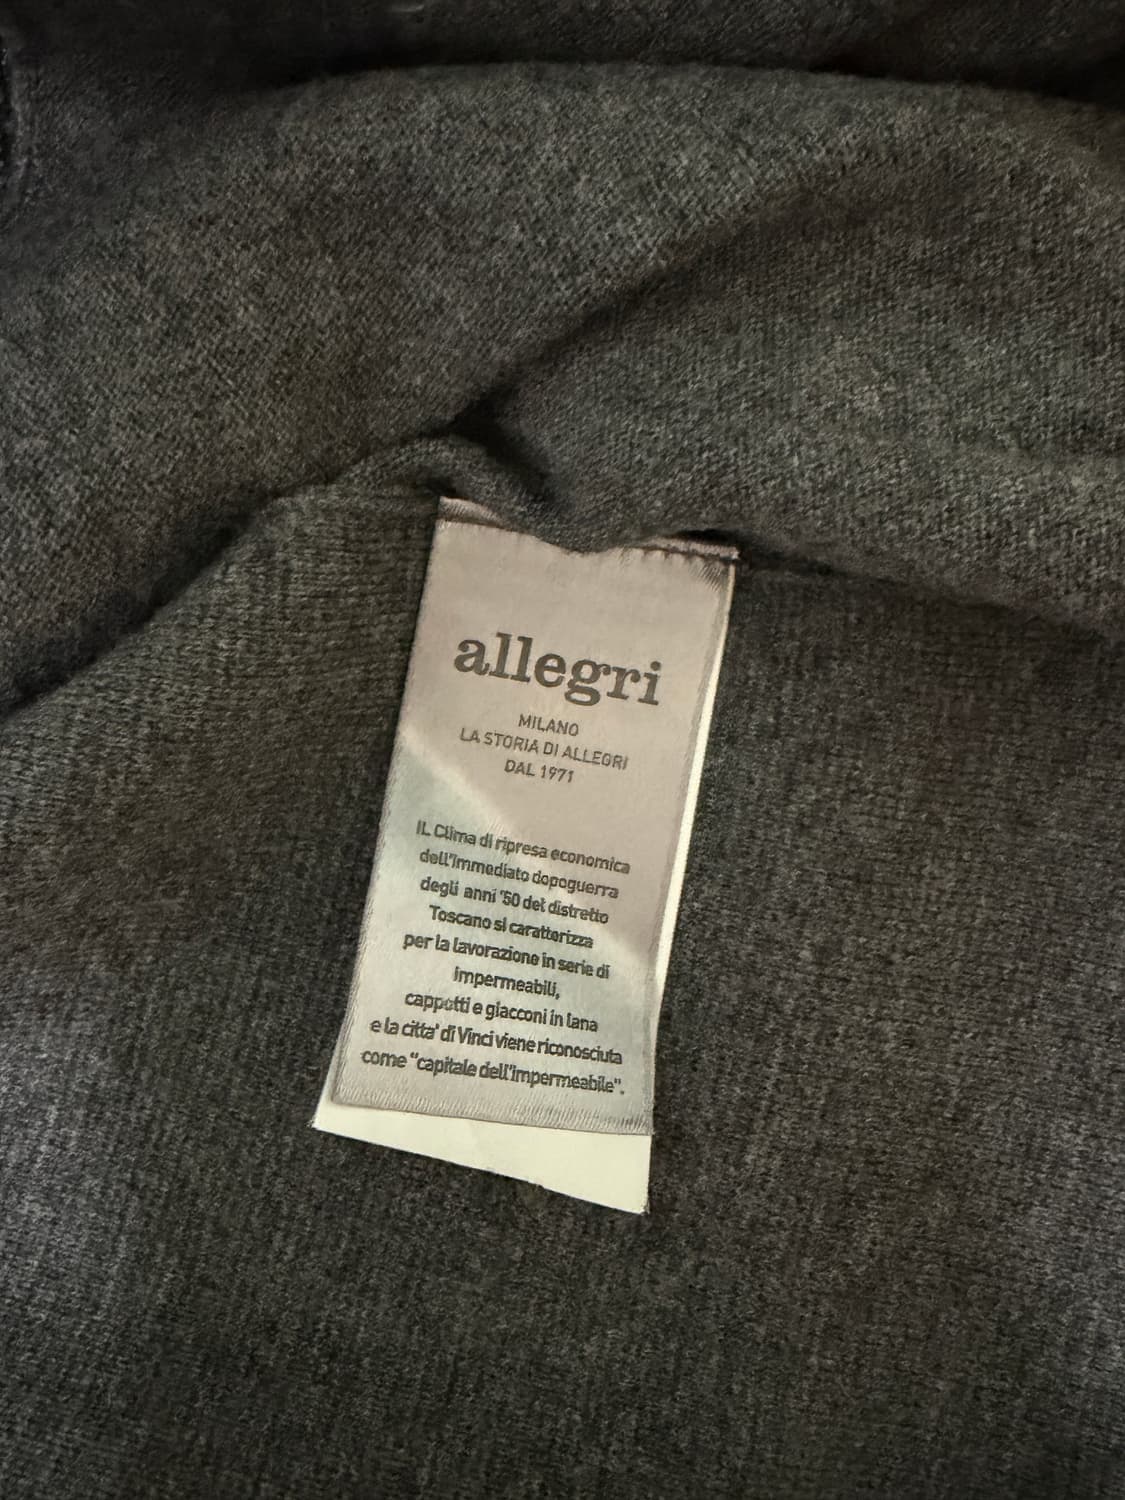 allegri
MILANO
LA STORIA DI ALLEGRI
DAL 1971
IL Clima di ripresa economica
dell'immediato dopoguerra
degli anni '50 del distretto
Toscano si caratterizza
per la lavorazione in serie di
impermeabili,
cappotti e giacconi in lana
e la citta' di Vinci viene riconosciuta
come "capitale dell'impermeabile".